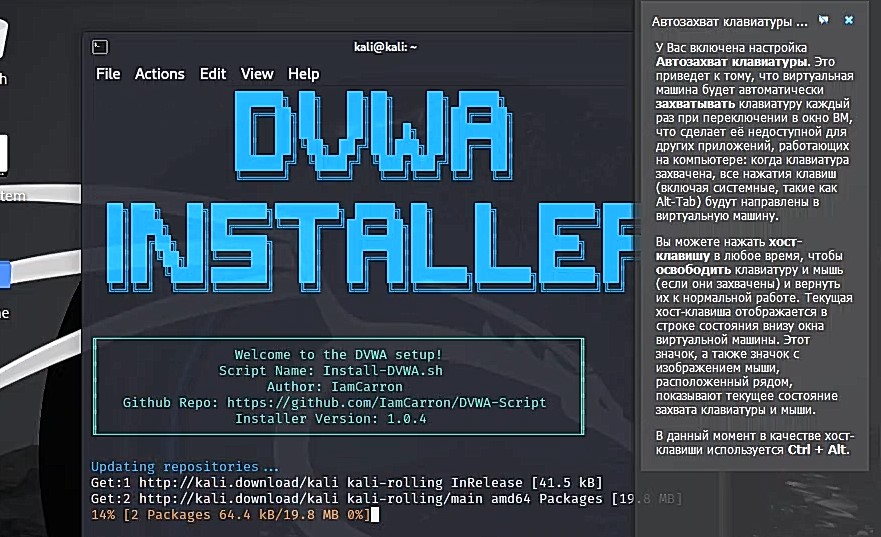 h
stem
e
kali@kali: ~
File Actions Edit View Help
DVWA
INSTALLER
Welcome to the DVWA setup!
Script Name: Install-DVWA.sh
Author: IamCarron
Github Repo: https://github.com/IamCarron/DVWA-Script
Installer Version: 1.0.4
Updating repositories ...
Get:1 http://kali.download/kali kali-rolling InRelease [41.5 kB]
Get:2 http://kali.download/kali kali-rolling/main amd64 Packages [19.8 MB]
14% [2 Packages 64.4 kB/19.8 MB 0%]
Автозахват клавиатуры ...
У Вас включена настройка
Автозахват клавиатуры. Это
приведет к тому, что виртуальная
машина будет автоматически
захватывать клавиатуру каждый
раз при переключении в окно ВМ,
что сделает её недоступной для
других приложений, работающих
на компьютере: когда клавиатура
захвачена, все нажатия клавиш
(включая системные, такие как
Alt-Tab) будут направлены в
виртуальную машину.
Вы можете нажать хост-
клавишу в любое время, чтобы
освободить клавиатуру и мышь
(если они захвачены) и вернуть
их к нормальной работе. Текущая
хост-клавиша отображается в
строке состояния внизу окна
виртуальной машины. Этот
значок, а также значок с
изображением мыши,
расположенный рядом,
показывают текущее состояние
захвата клавиатуры и мыши.
В данный момент в качестве хост-
клавиши используется Ctrl + Alt.